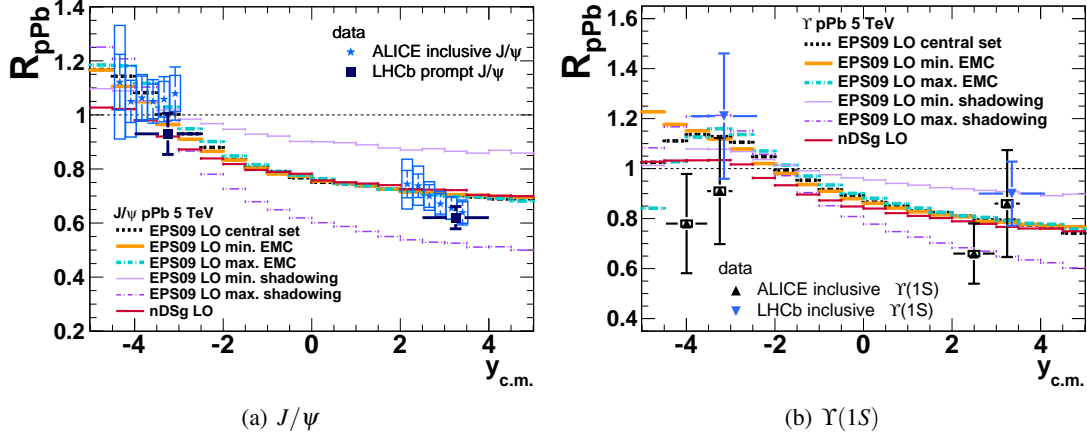 R_pPb
1.4
1.2
1
0.8
0.6
0.4
0.2
data
ALICE inclusive J/ψ
LHCb prompt J/ψ
J/ψ pPb 5 TeV
EPS09 LO central set
EPS09 LO min. EMC
EPS09 LO max. EMC
EPS09 LO min. shadowing
EPS09 LO max. shadowing
nDSg LO
-4 -2 0 2 4
y_c.m.
(a) J/ψ
R_pPb
1.6
1.4
1.2
1
0.8
0.6
0.4
ϒ pPb 5 TeV
EPS09 LO central set
EPS09 LO min. EMC
EPS09 LO max. EMC
EPS09 LO min. shadowing
EPS09 LO max. shadowing
nDSg LO
data
ALICE inclusive ϒ(1S)
LHCb inclusive ϒ(1S)
-4 -2 0 2 4
y_c.m.
(b) ϒ(1S)